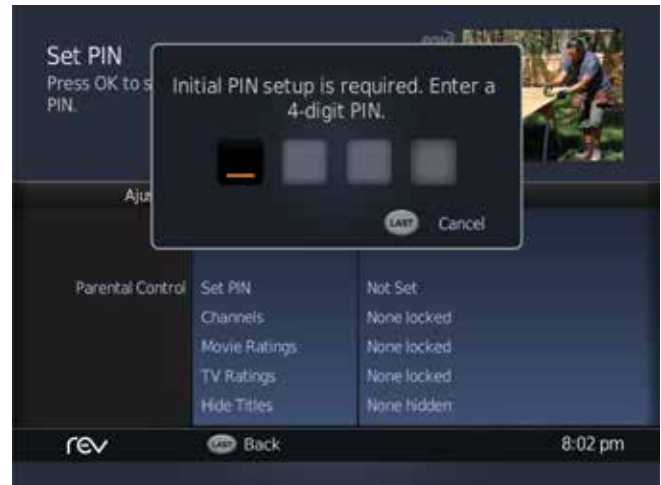 Set PIN
Press OK to s
PIN.
Initial PIN setup is required. Enter a
4-digit PIN.
LAST Cancel
Aju
Parental Control Set PIN Not Set
Channels None locked
Movie Ratings None locked
TV Ratings None locked
Hide Titles None hidden
rev LAST Back 8:02 pm